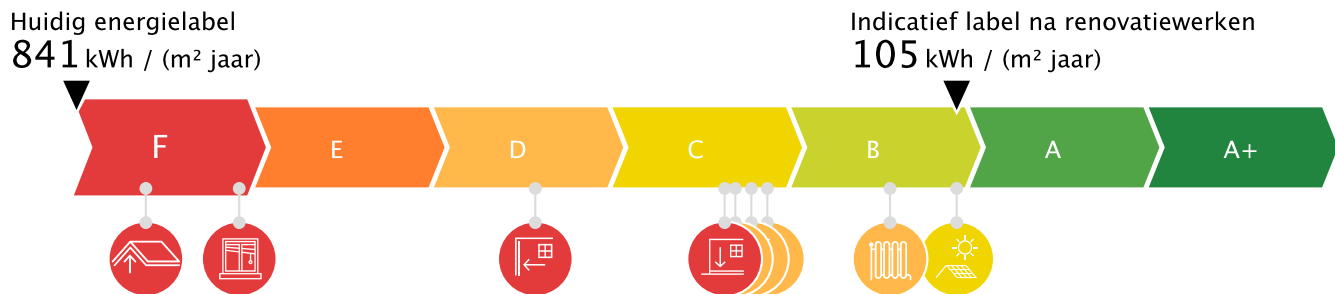 Huidig energielabel
841 kWh / (m² jaar)
Indicatief label na renovatiewerken
105 kWh / (m² jaar)
F E D C B A A+